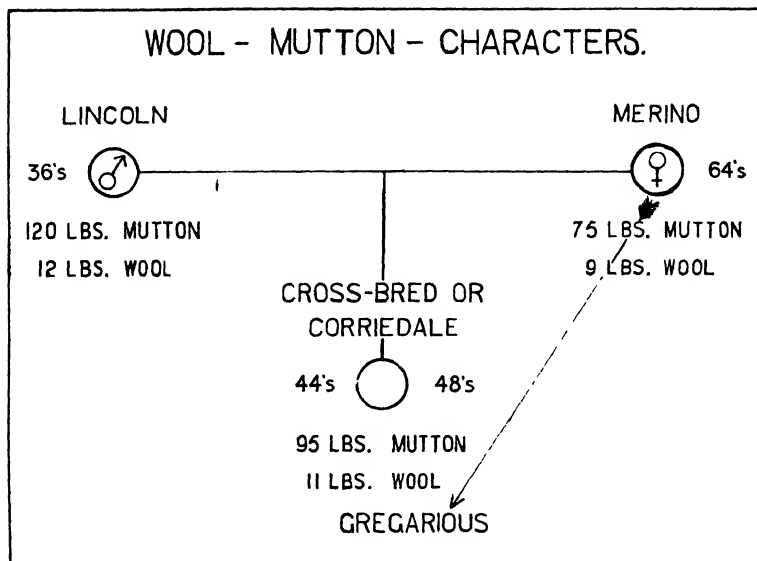 WOOL - MUTTON - CHARACTERS.
LINCOLN
MERINO
36's
64's
120 LBS. MUTTON
75 LBS. MUTTON
12 LBS. WOOL
9 LBS. WOOL
CROSS-BRED OR
CORRIEDALE
44's 48's
95 LBS. MUTTON
11 LBS. WOOL
GREGARIOUS